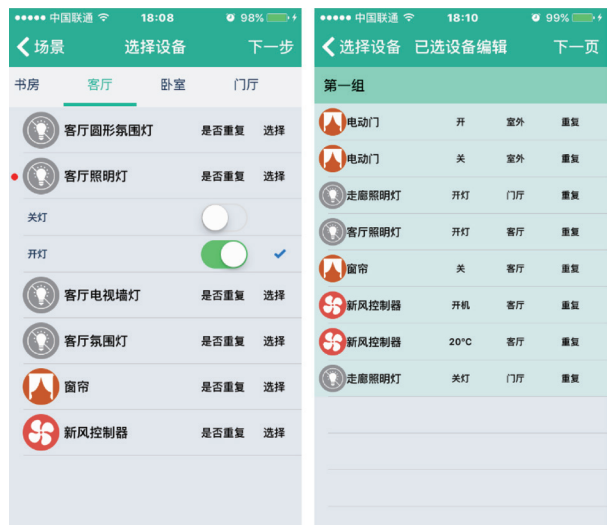 中国联通 18:08 98%
场景 选择设备 下一步
书房 客厅 卧室 门厅
客厅圆形氛围灯 是否重复 选择
客厅照明灯 是否重复 选择
关灯
开灯
客厅电视墙灯 是否重复 选择
客厅氛围灯 是否重复 选择
窗帘 是否重复 选择
新风控制器 是否重复 选择
中国联通 18:10 99%
选择设备 已选设备编辑 下一页
第一组
电动门 开 室外 重复
电动门 关 室外 重复
走廊照明灯 开灯 门厅 重复
客厅照明灯 开灯 客厅 重复
窗帘 关 客厅 重复
新风控制器 开机 客厅 重复
新风控制器 20°C 客厅 重复
走廊照明灯 关灯 门厅 重复